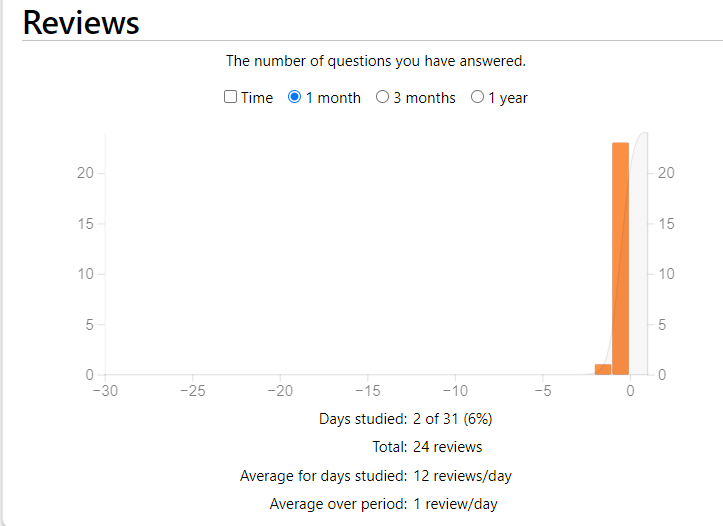 Reviews
The number of questions you have answered.
Time 1 month 3 months 1 year
20 20
15 15
10 10
5 5
0 0
−30 −25 −20 −15 −10 −5 0
Days studied: 2 of 31 (6%)
Total: 24 reviews
Average for days studied: 12 reviews/day
Average over period: 1 review/day